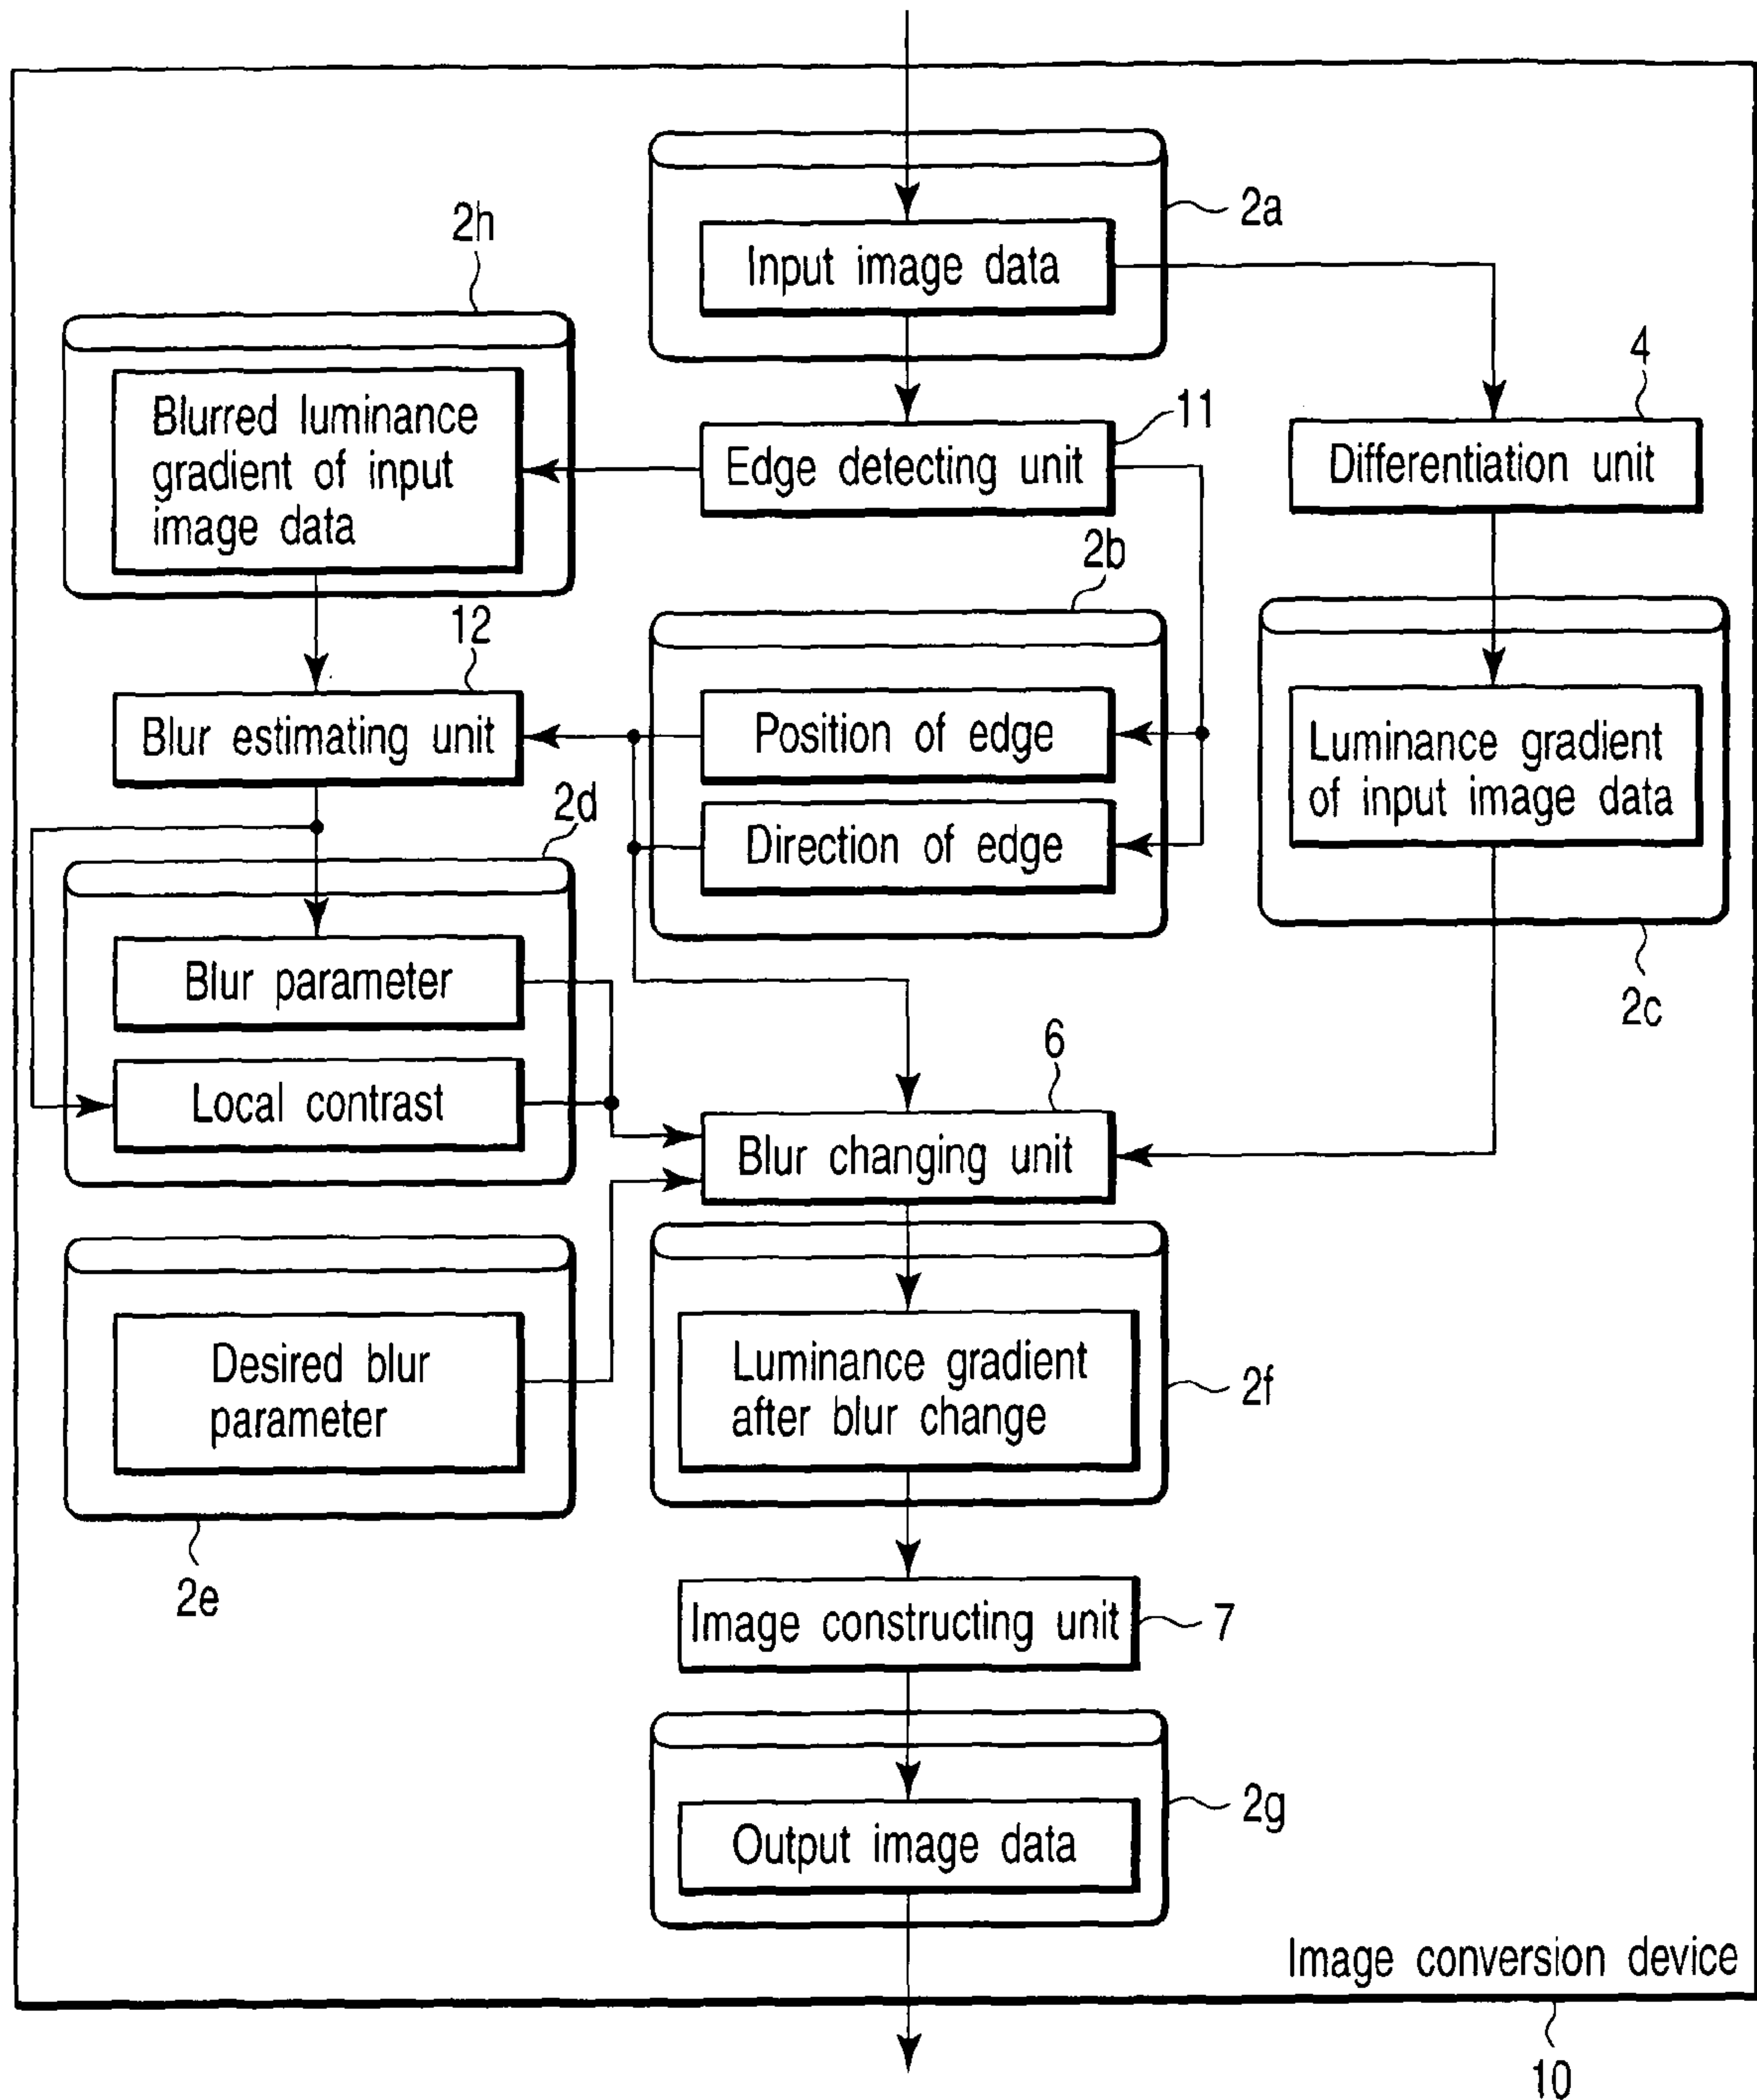 2a
Input image data
2h
4
Blurred luminance
gradient of input
image data
11
Edge detecting unit
Differentiation unit
2b
12
Blur estimating unit
Position of edge
Luminance gradient
of input image data
2d
Direction of edge
Blur parameter
2c
6
Local contrast
Blur changing unit
Desired blur
parameter
Luminance gradient
after blur change
2f
2e
Image constructing unit
7
2g
Output image data
Image conversion device
10